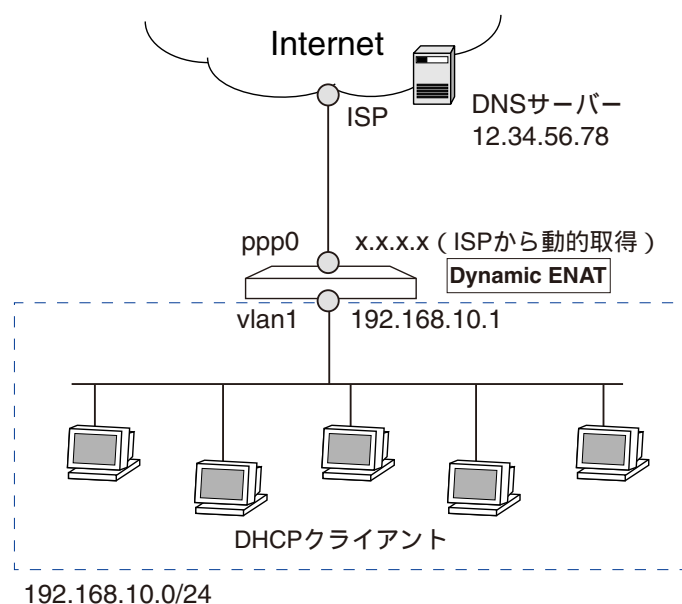 Internet
ISP
DNSサーバー
12.34.56.78
ppp0
x.x.x.x ( ISPから動的取得 )
Dynamic ENAT
vlan1
192.168.10.1
DHCPクライアント
192.168.10.0/24